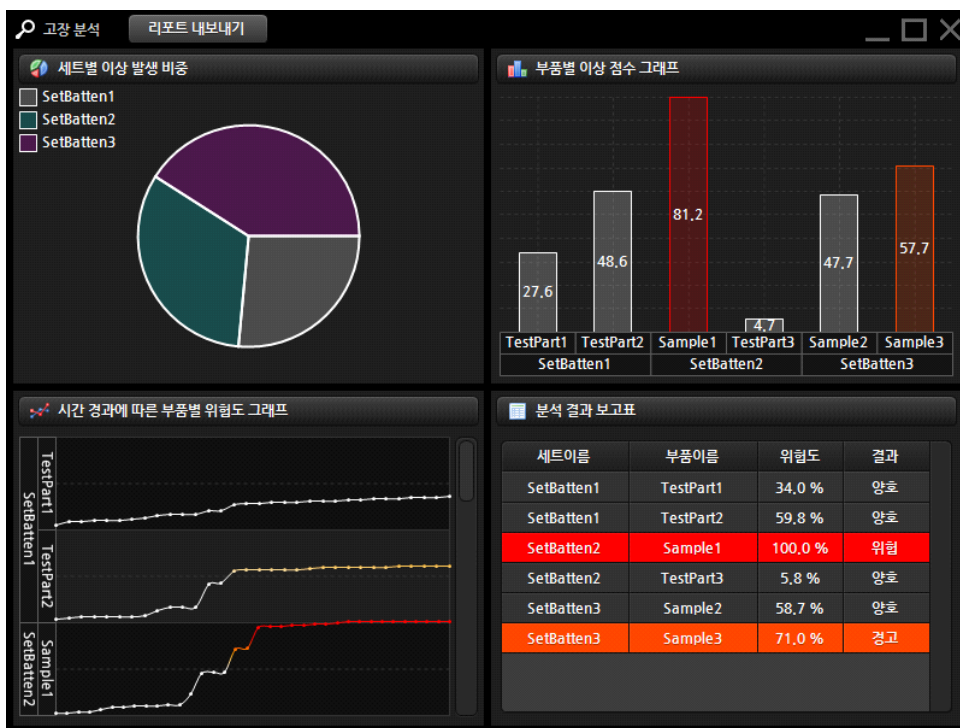 고장 분석
리포트 내보내기
세트별 이상 발생 비중
SetBatten1
SetBatten2
SetBatten3
부품별 이상 점수 그래프
27.6
48.6
81.2
4.7
47.7
57.7
TestPart1 TestPart2 Sample1 TestPart3 Sample2 Sample3
SetBatten1 SetBatten2 SetBatten3
시간 경과에 따른 부품별 위험도 그래프
SetBatten1
TestPart1
TestPart2
SetBatten2
Sample1
분석 결과 보고표
세트이름 부품이름 위험도 결과
SetBatten1 TestPart1 34.0 % 양호
SetBatten1 TestPart2 59.8 % 양호
SetBatten2 Sample1 100.0 % 위험
SetBatten2 TestPart3 5.8 % 양호
SetBatten3 Sample2 58.7 % 양호
SetBatten3 Sample3 71.0 % 경고